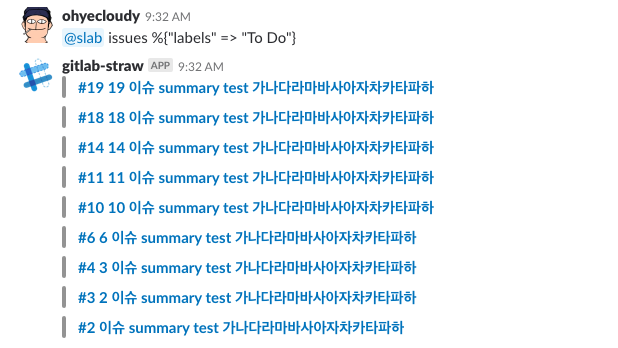 ohyecloudy 9:32 AM
@slab issues %{"labels" => "To Do"}
gitlab-straw APP 9:32 AM
#19 19 이슈 summary test 가나다라마바사아자차카타파하
#18 18 이슈 summary test 가나다라마바사아자차카타파하
#14 14 이슈 summary test 가나다라마바사아자차카타파하
#11 11 이슈 summary test 가나다라마바사아자차카타파하
#10 10 이슈 summary test 가나다라마바사아자차카타파하
#6 6 이슈 summary test 가나다라마바사아자차카타파하
#4 3 이슈 summary test 가나다라마바사아자차카타파하
#3 2 이슈 summary test 가나다라마바사아자차카타파하
#2 이슈 summary test 가나다라마바사아자차카타파하